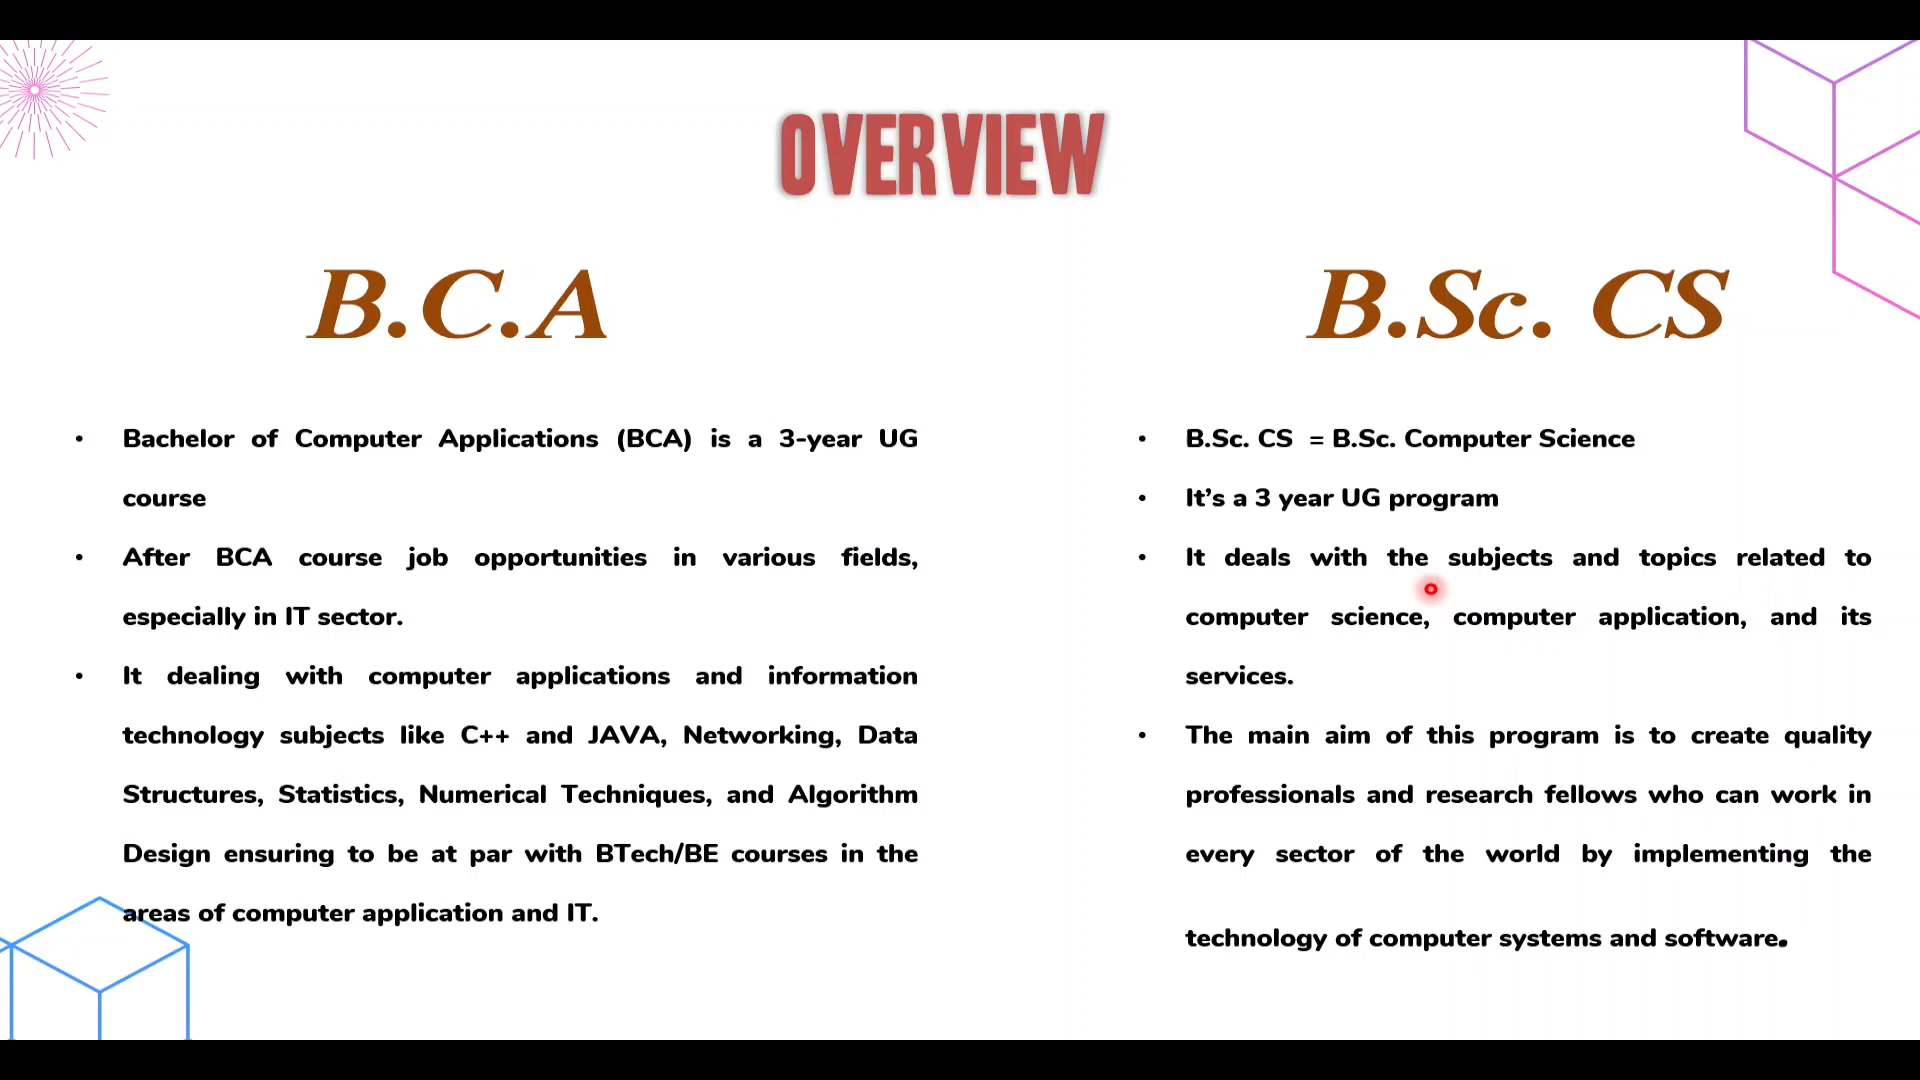 OVERVIEW
B.C.A
• Bachelor of Computer Applications (BCA) is a 3-year UG
course
• After BCA course job opportunities in various fields,
especially in IT sector.
• It dealing with computer applications and information
technology subjects like C++ and JAVA, Networking, Data
Structures, Statistics, Numerical Techniques, and Algorithm
Design ensuring to be at par with BTech/BE courses in the
areas of computer application and IT.
B.Sc. CS
• B.Sc. CS = B.Sc. Computer Science
• It’s a 3 year UG program
• It deals with the subjects and topics related to
computer science, computer application, and its
services.
• The main aim of this program is to create quality
professionals and research fellows who can work in
every sector of the world by implementing the
technology of computer systems and software.